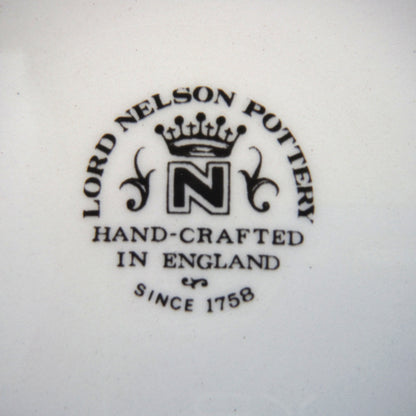 LORD NELSON POTTERY
N
HAND-CRAFTED
IN ENGLAND
SINCE 1758